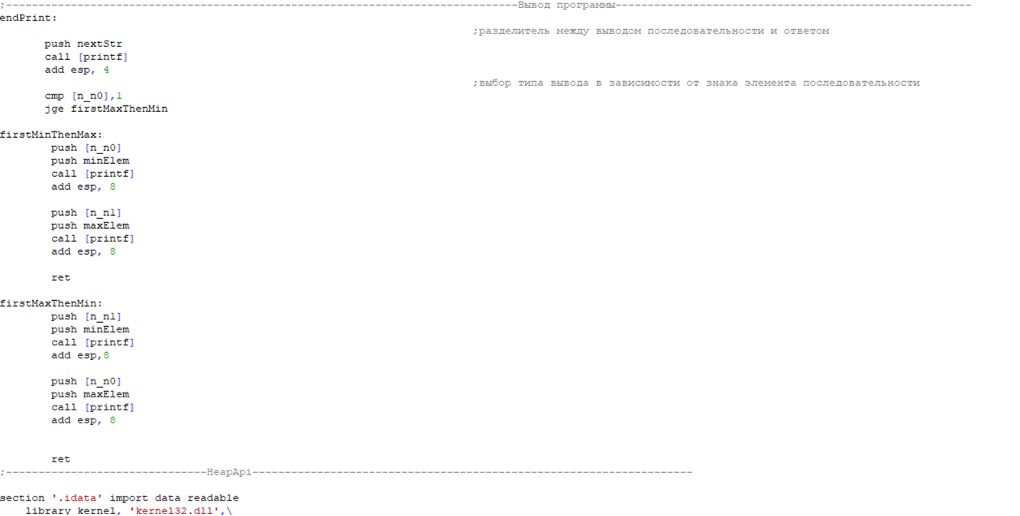 ;-------------------------------------------------------------------------------Вывод программы-------------------------------------------------------
endPrint:
;разделитель между выводом последовательности и ответом
push nextStr
call [printf]
add esp, 4
;выбор типа вывода в зависимости от знака элемента последовательности
cmp [n_n0],1
jge firstMaxThenMin
firstMinThenMax:
push [n_n0]
push minElem
call [printf]
add esp, 8
push [n_n1]
push maxElem
call [printf]
add esp, 8
ret
firstMaxThenMin:
push [n_n1]
push minElem
call [printf]
add esp,8
push [n_n0]
push maxElem
call [printf]
add esp, 8
ret
;-------------------------------HeapApi--------------------------------------------------------------------
section '.idata' import data readable
library kernel, 'kernel32.dll',\